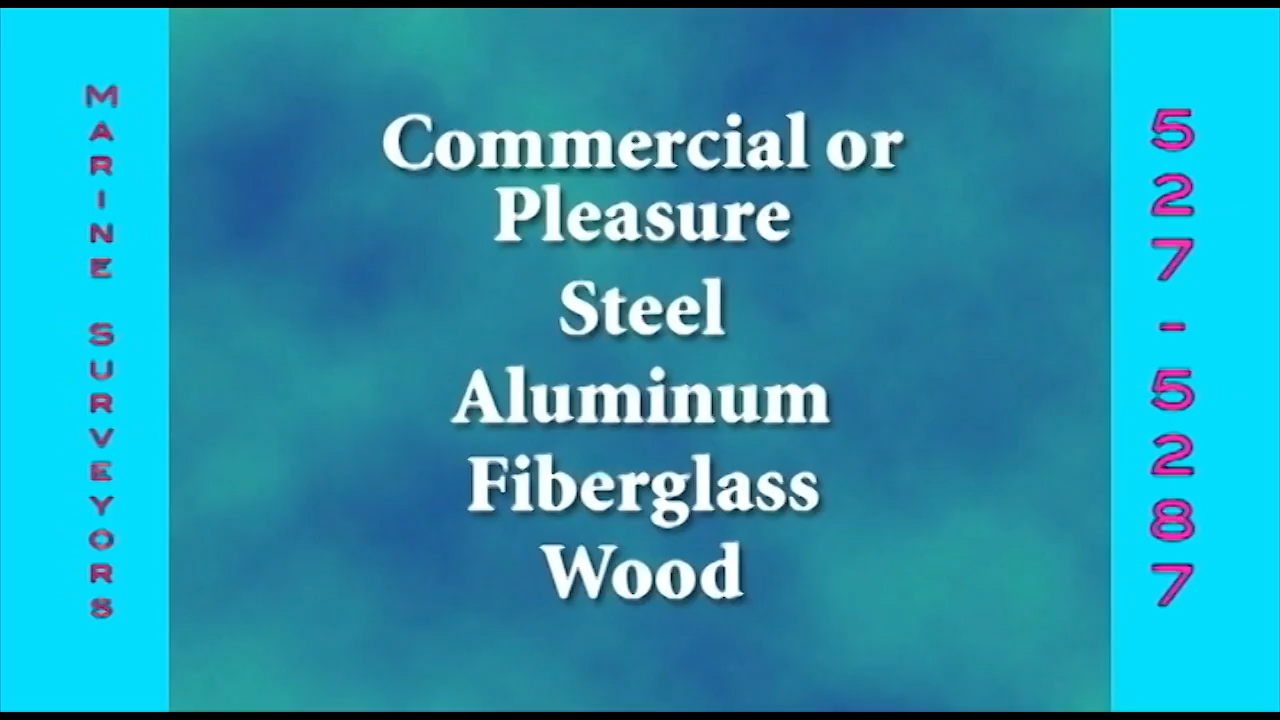 MARINE SURVEYORS
Commercial or
Pleasure
Steel
Aluminum
Fiberglass
Wood
527-5287